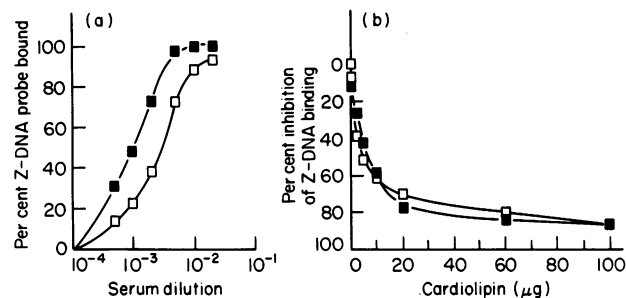 (a)
Per cent Z-DNA probe bound
100
80
60
40
20
0
10⁻⁴
10⁻³
10⁻²
10⁻¹
Serum dilution
(b)
Per cent inhibition
of Z-DNA binding
0
20
40
60
80
100
0
20
60
100
Cardiolipin (μg)